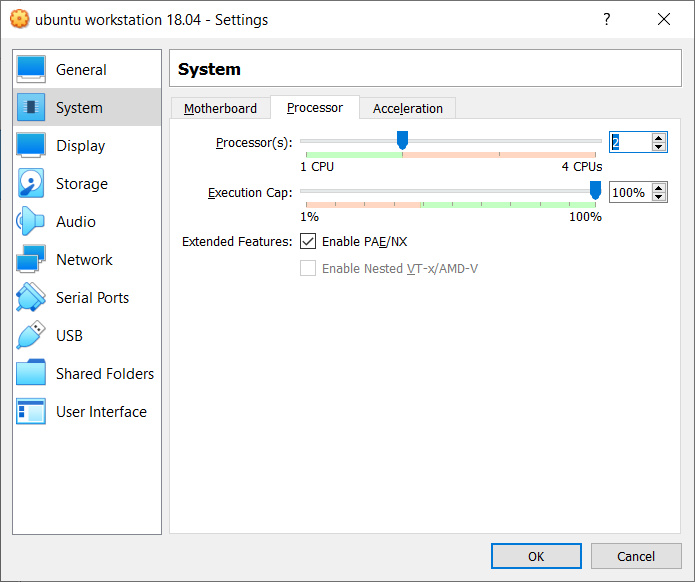 ubuntu workstation 18.04 - Settings
?
General
System
Display
Storage
Audio
Network
Serial Ports
USB
Shared Folders
User Interface
System
Motherboard Processor Acceleration
Processor(s): 2
1 CPU 4 CPUs
Execution Cap: 100%
1% 100%
Extended Features: Enable PAE/NX
Enable Nested VT-x/AMD-V
OK Cancel